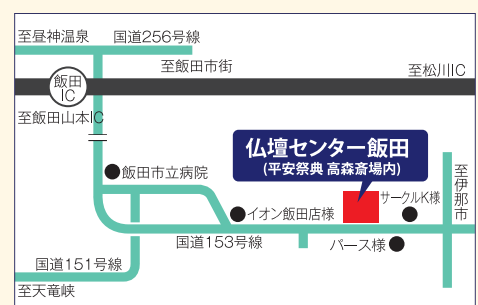 至昼神温泉
国道256号線
至飯田市街
至松川IC
飯田
IC
至飯田山本IC
仏壇センター飯田
(平安祭典 高森斎場内)
飯田市立病院
至伊那市
サークルK様
イオン飯田店様
国道153号線
パース様
国道151号線
至天竜峡